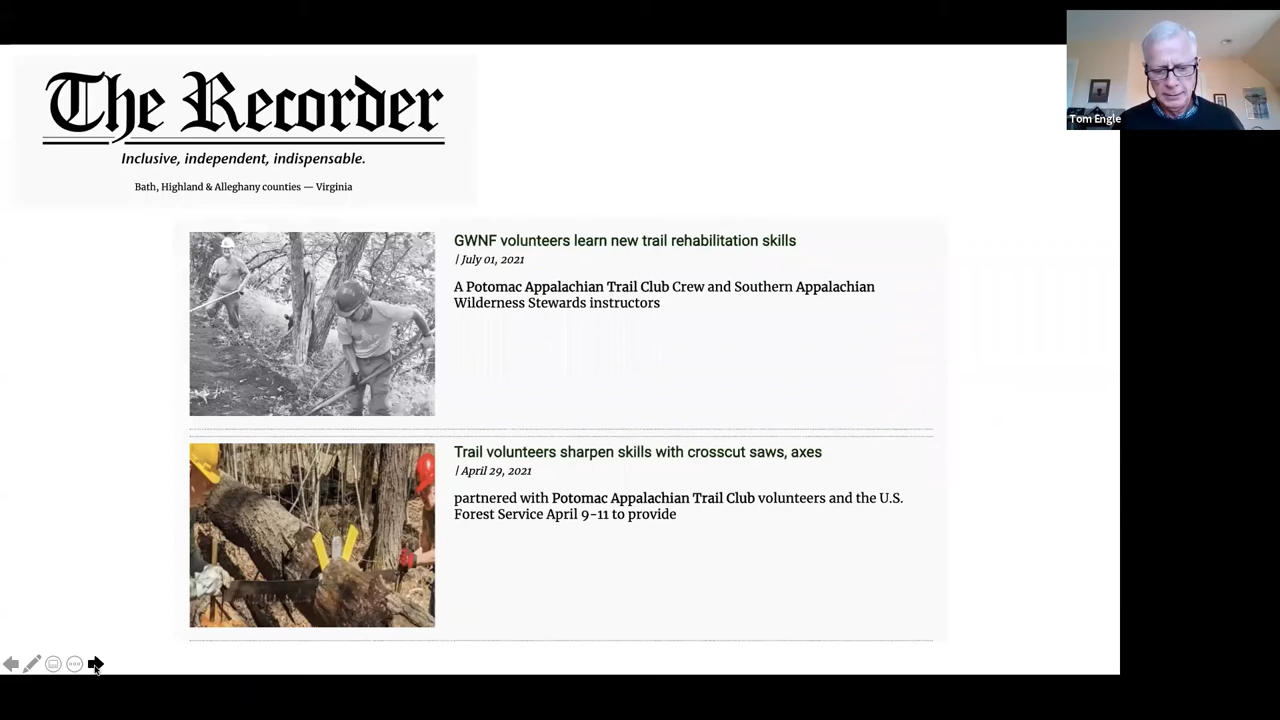 The Recorder
Inclusive, independent, indispensable.
Bath, Highland & Alleghany counties — Virginia
Tom Engle
GWNF volunteers learn new trail rehabilitation skills
| July 01, 2021
A Potomac Appalachian Trail Club Crew and Southern Appalachian
Wilderness Stewards instructors
Trail volunteers sharpen skills with crosscut saws, axes
| April 29, 2021
partnered with Potomac Appalachian Trail Club volunteers and the U.S.
Forest Service April 9-11 to provide